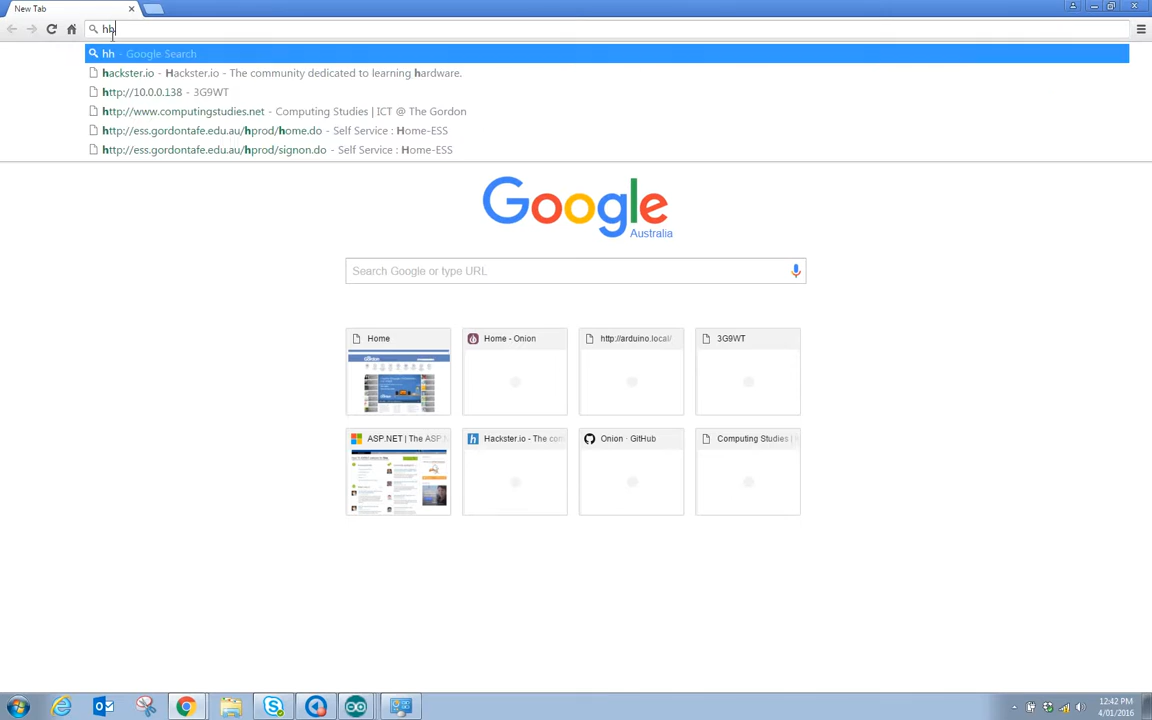 New Tab
hh
hh - Google Search
hackster.io - Hackster.io - The community dedicated to learning hardware.
http://10.0.0.138 - 3G9WT
http://www.computingstudies.net - Computing Studies | ICT @ The Gordon
http://ess.gordontafe.edu.au/hprod/home.do - Self Service : Home-ESS
http://ess.gordontafe.edu.au/hprod/signon.do - Self Service : Home-ESS
Google
Australia
Search Google or type URL
Home
Home - Onion
http://arduino.local/
3G9WT
ASP.NET | The ASP
Hackster.io - The com
Onion · GitHub
Computing Studies |
12:42 PM
4/01/2016